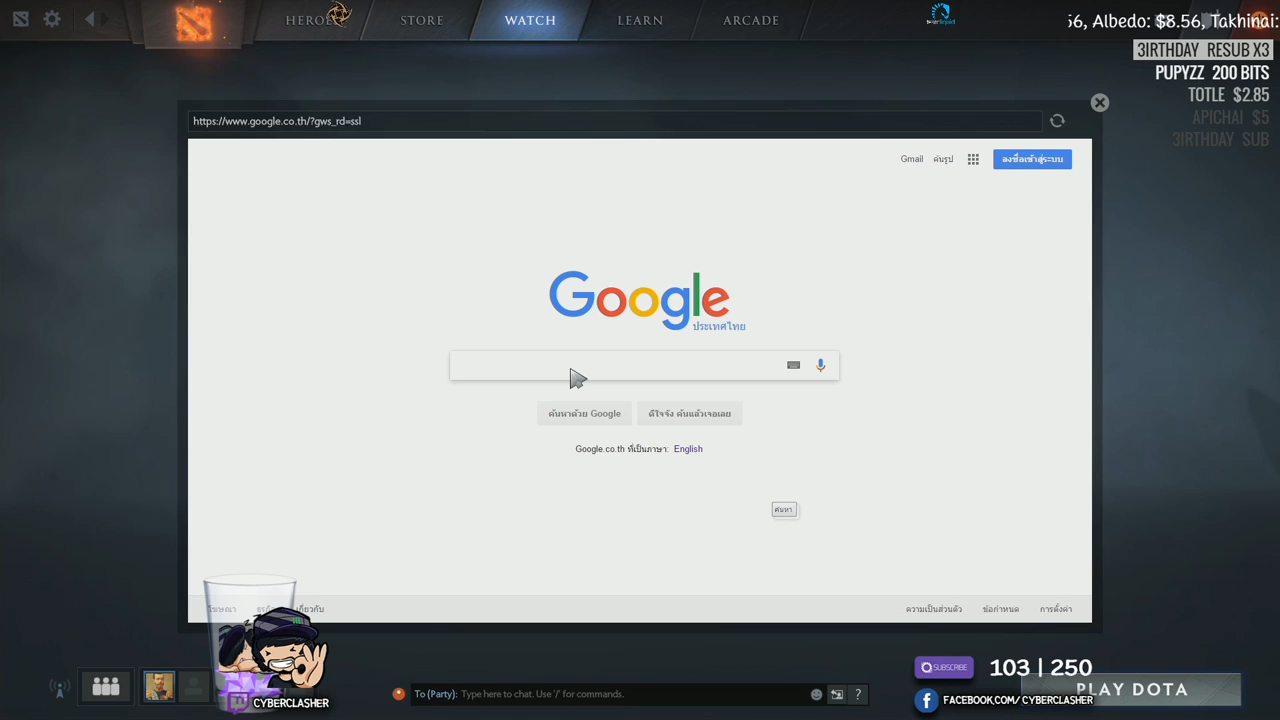 HEROES
STORE
WATCH
LEARN
ARCADE
56, Albedo: $8.56, Takhinai:
3IRTHDAY RESUB X3
PUPYZZ 200 BITS
TOTLE $2.85
APICHAI $5
3IRTHDAY SUB
https://www.google.co.th/?gws_rd=ssl
Gmail ค้นรูป ลงชื่อเข้าสู่ระบบ
Google
ประเทศไทย
ค้นหาด้วย Google ดีใจจัง ค้นแล้วเจอเลย
Google.co.th ที่เป็นภาษา: English
ค้นหา
โฆษณา เกี่ยวกับ ความเป็นส่วนตัว ข้อกำหนด การตั้งค่า
CYBERCLASHER
To (Party): Type here to chat. Use '/' for commands.
?
SUBSCRIBE 103 | 250
PLAY DOTA
FACEBOOK.COM/CYBERCLASHER